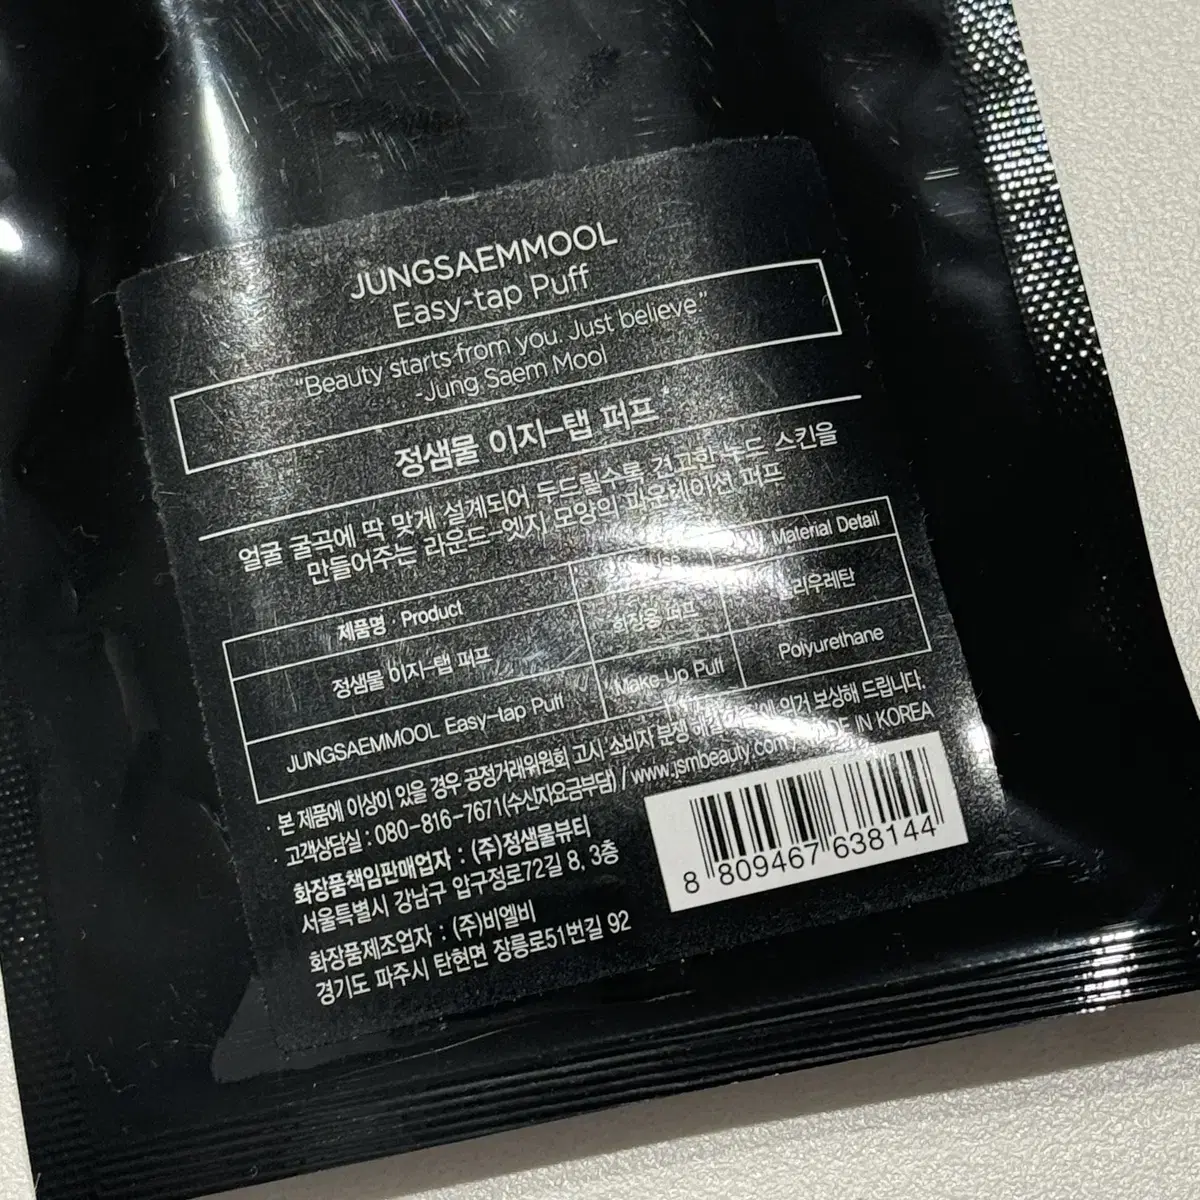 JUNGSAEMMOOL
Easy-tap Puff
"Beauty starts from you. Just believe."
-Jung Saem Mool
정샘물 이지-탭 퍼프
얼굴 굴곡에 딱 맞게 설계되어 두드릴수록 견고한 누드 스킨을
만들어주는 라운드-엣지 모양의 파운데이션 퍼프
제품명 · Product Material Detail
정샘물 이지-탭 퍼프 화장용 퍼프 폴리우레탄
JUNGSAEMMOOL Easy-tap Puff Make Up Puff Polyurethane
· 본 제품에 이상이 있을 경우 공정거래위원회 고시 소비자 분쟁 의거 보상해 드립니다.
· 고객상담실 : 080-816-7671(수신자요금부담) / www.jsmbeauty.com / MADE IN KOREA
화장품책임판매업자 : (주)정샘물뷰티
서울특별시 강남구 압구정로72길 8, 3층
화장품제조업자 : (주)비엘비
경기도 파주시 탄현면 장릉로51번길 92
8 809467 638144